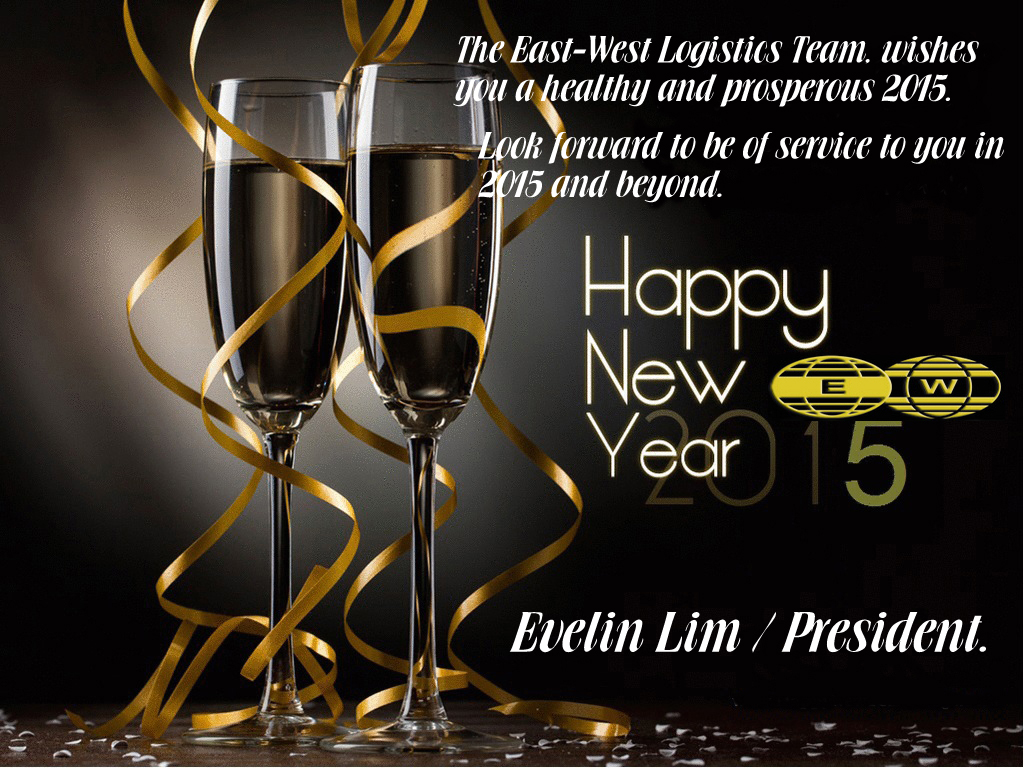 The East-West Logistics Team, wishes
you a healthy and prosperous 2015.
Look forward to be of service to you in
2015 and beyond.
Happy
New
Year
E W
2015
Evelin Lim / President.